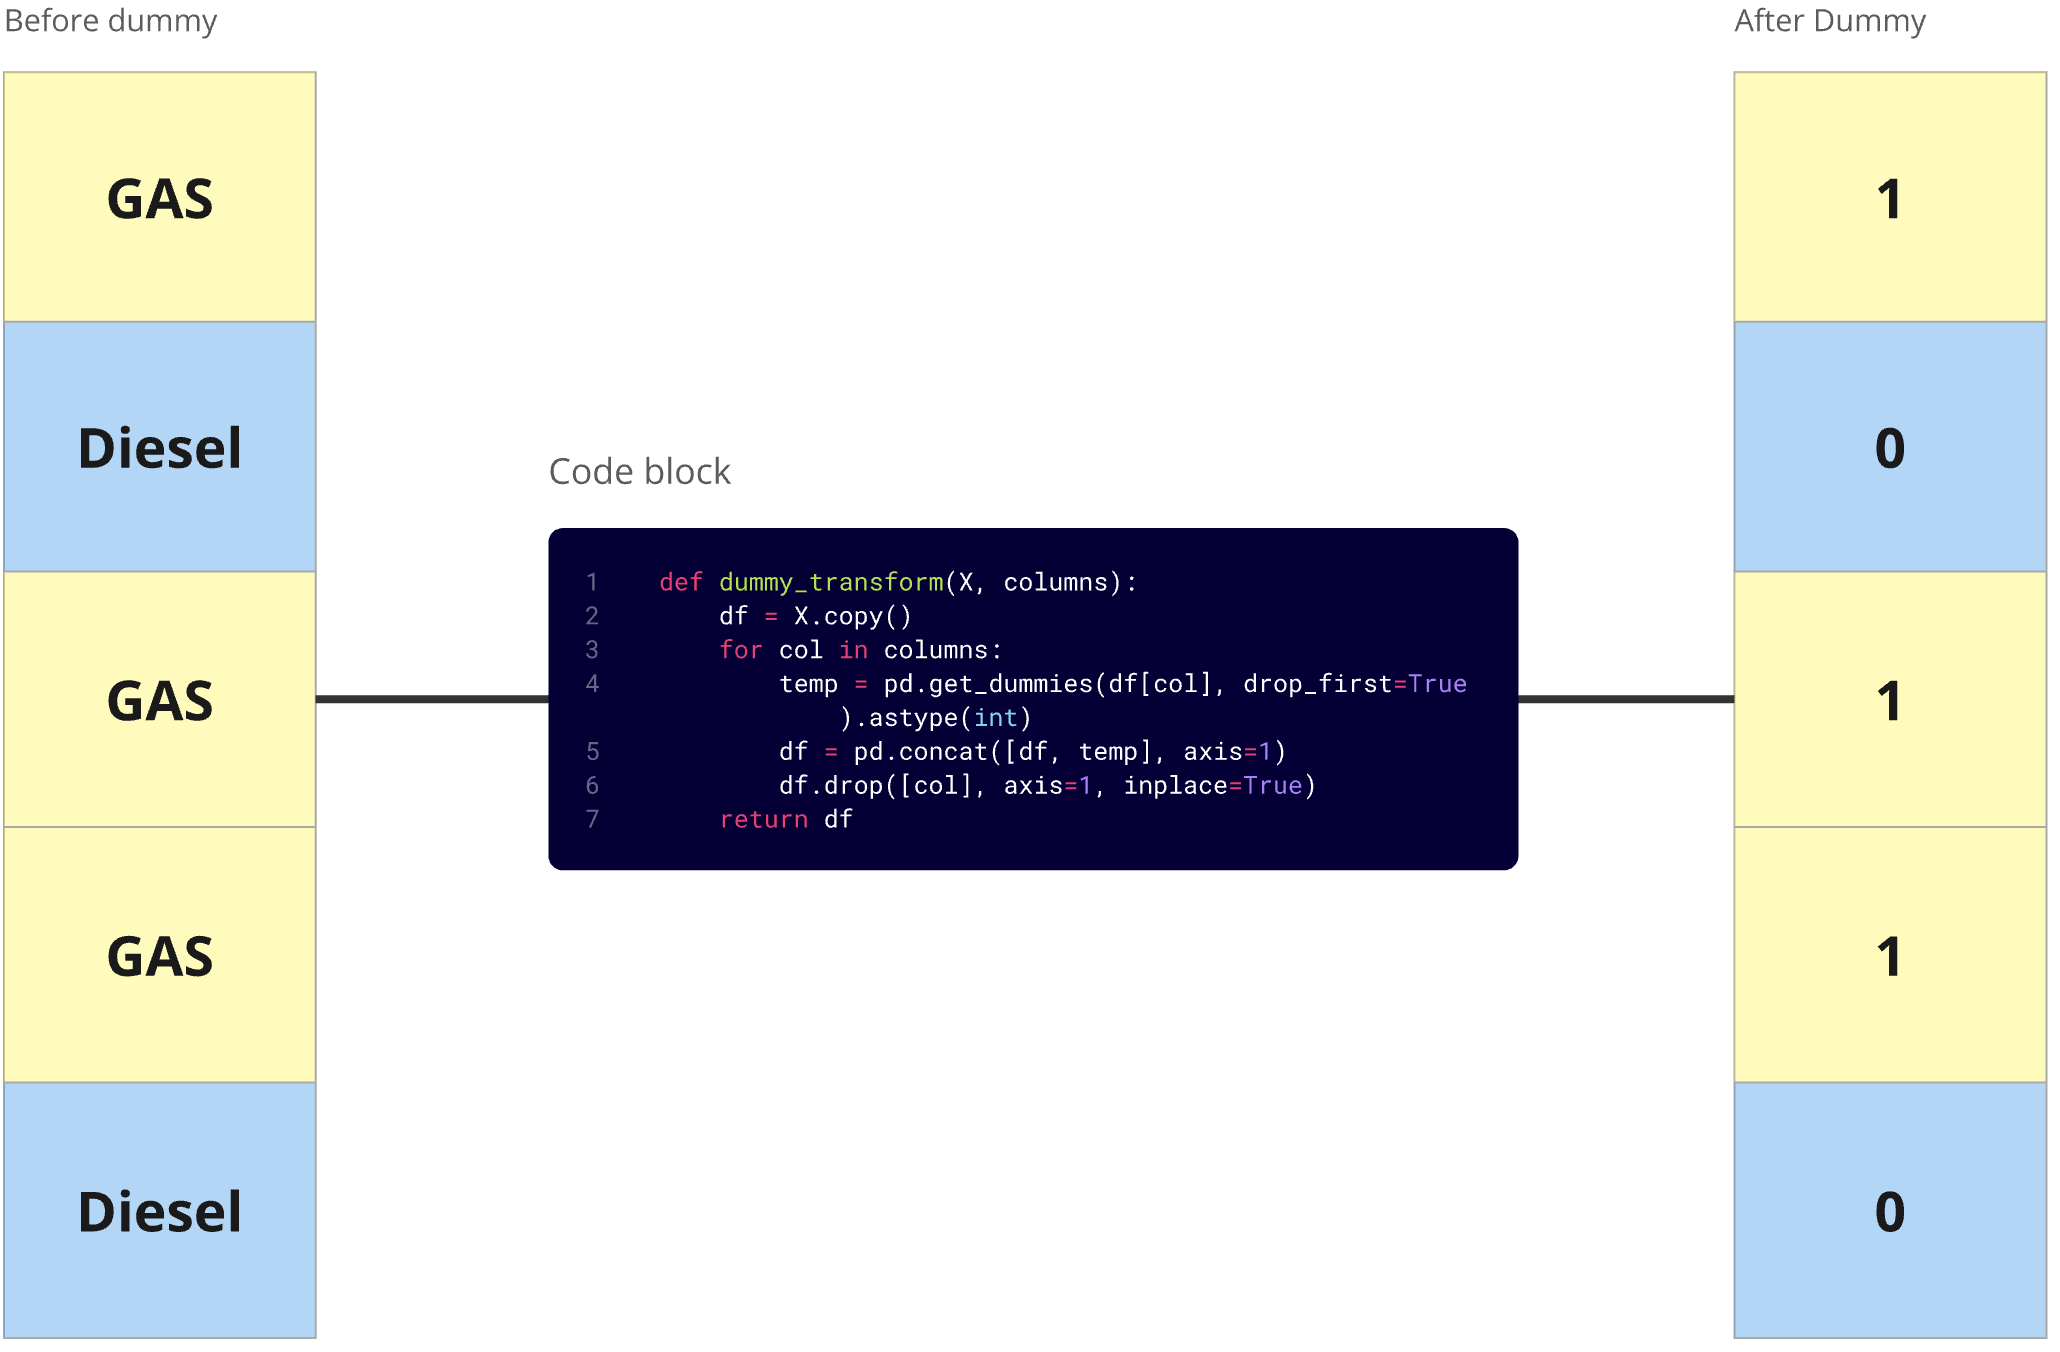 Before dummy
GAS
Diesel
GAS
GAS
Diesel
Code block
1 def dummy_transform(X, columns):
2 df = X.copy()
3 for col in columns:
4 temp = pd.get_dummies(df[col], drop_first=True
).astype(int)
5 df = pd.concat([df, temp], axis=1)
6 df.drop([col], axis=1, inplace=True)
7 return df
After Dummy
1
0
1
1
0